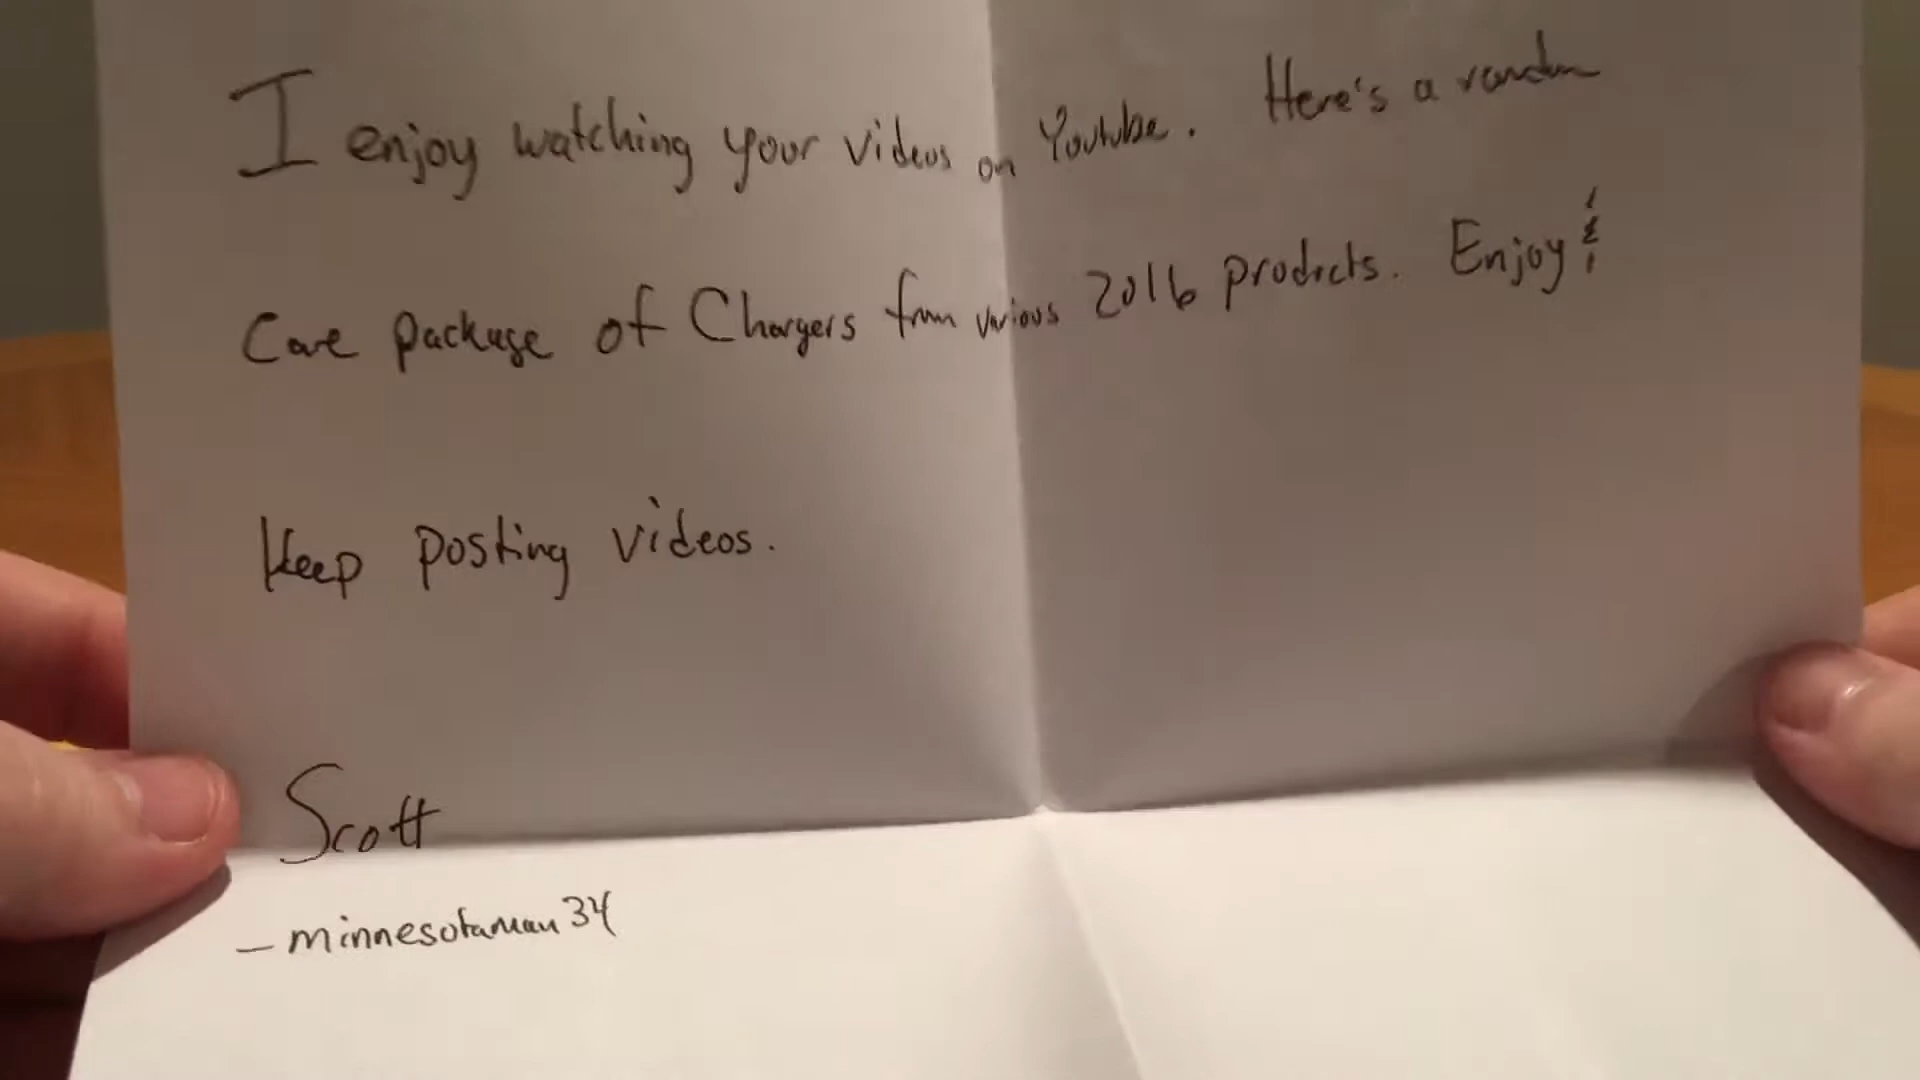 I enjoy watching your videos on Youtube. Here's a random
Care package of Chargers from various 2016 products. Enjoy &
Keep posting videos.
Scott
- minnesotaman34